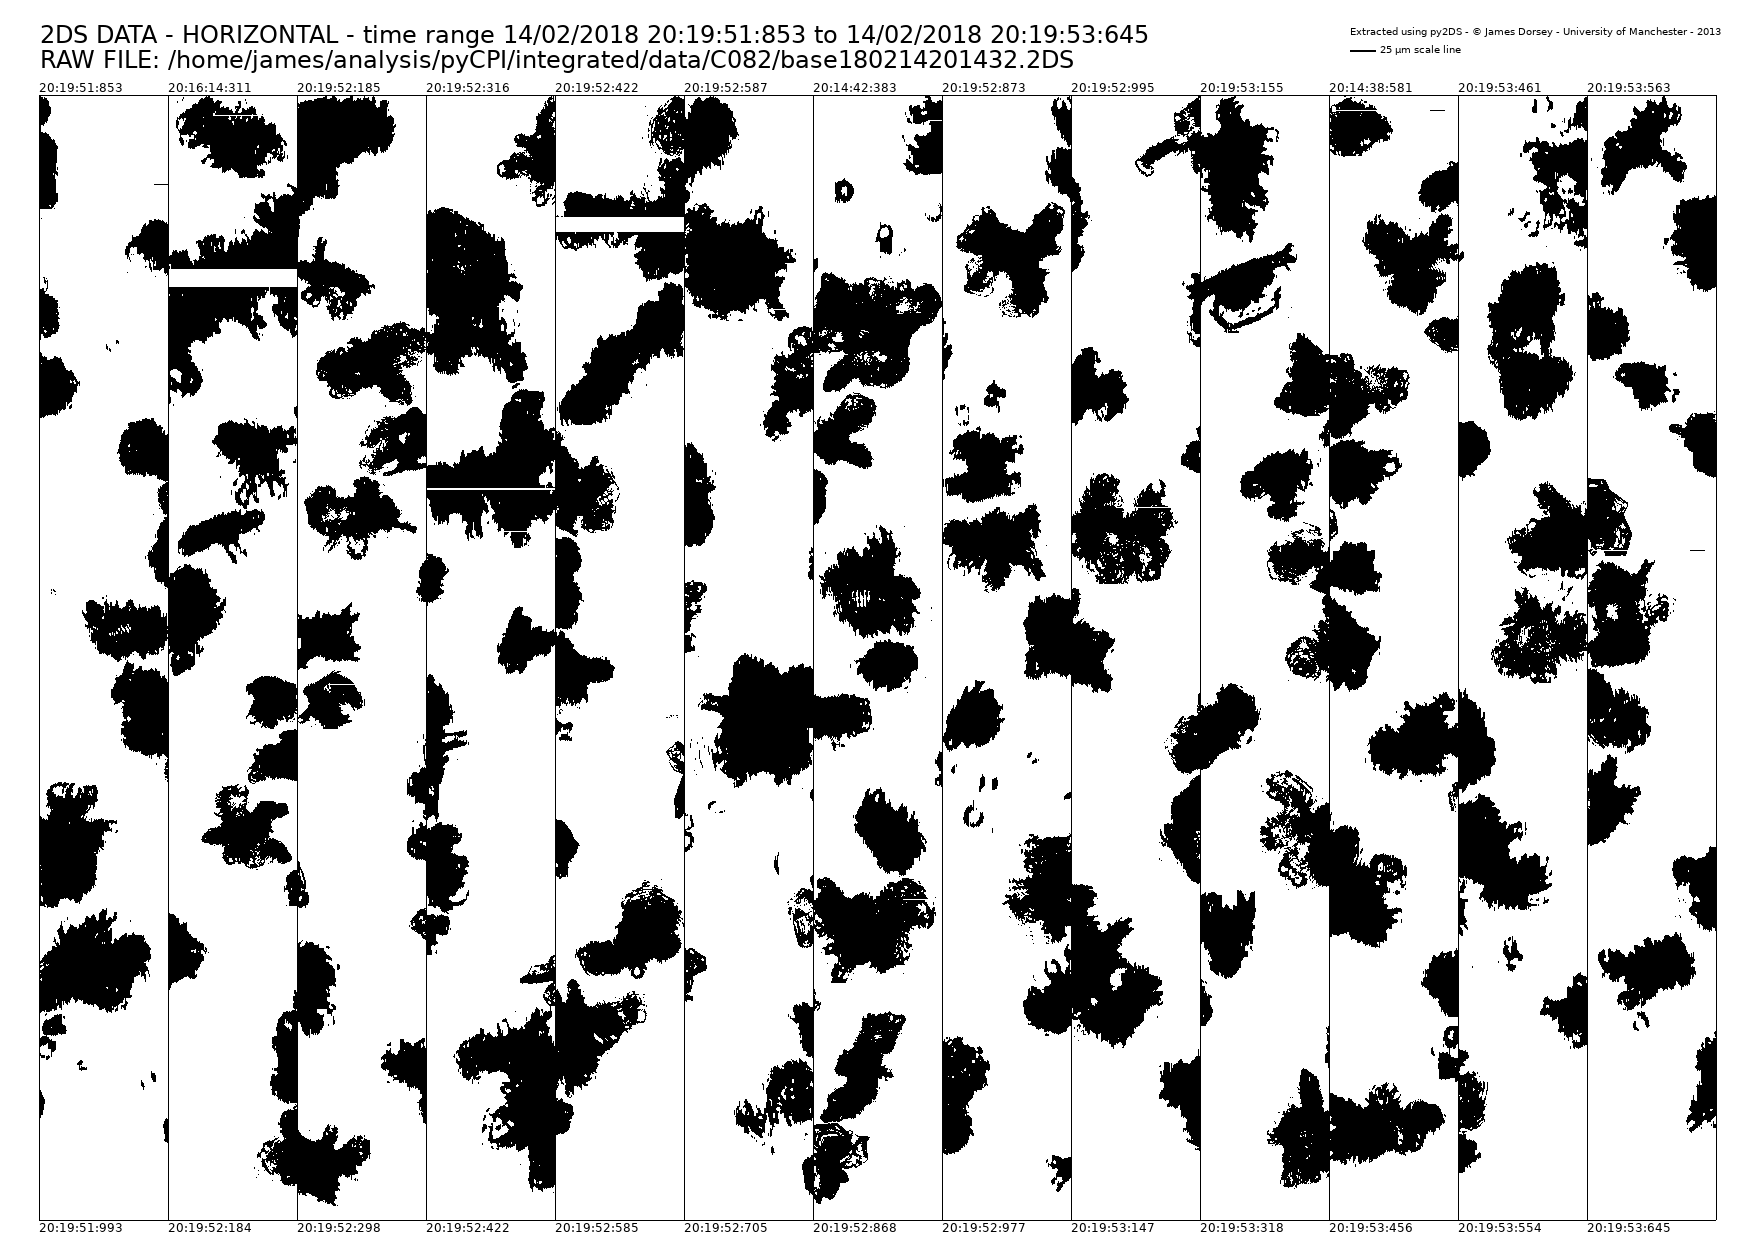 2DS DATA - HORIZONTAL - time range 14/02/2018 20:19:51:853 to 14/02/2018 20:19:53:645
RAW FILE: /home/james/analysis/pyCPI/integrated/data/C082/base180214201432.2DS
Extracted using py2DS - © James Dorsey - University of Manchester - 2013
25 µm scale line
20:19:51:853 20:16:14:311 20:19:52:185 20:19:52:316 20:19:52:422 20:19:52:587 20:14:42:383 20:19:52:873 20:19:52:995 20:19:53:155 20:14:38:581 20:19:53:461 20:19:53:563
20:19:51:993 20:19:52:184 20:19:52:298 20:19:52:422 20:19:52:585 20:19:52:705 20:19:52:868 20:19:52:977 20:19:53:147 20:19:53:318 20:19:53:456 20:19:53:554 20:19:53:645